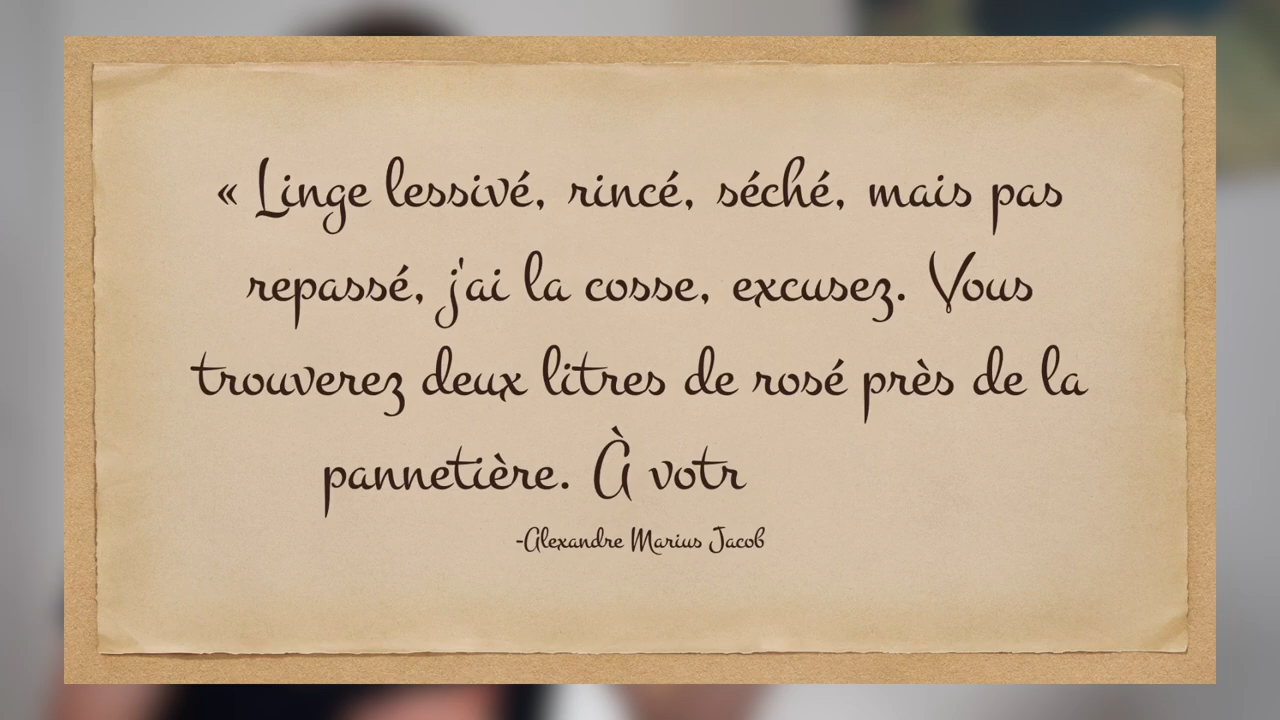 « Linge lessivé, rincé, séché, mais pas
repassé, j'ai la cosse, excusez. Vous
trouverez deux litres de rosé près de la
pannetière. À votr
-Alexandre Marius Jacob